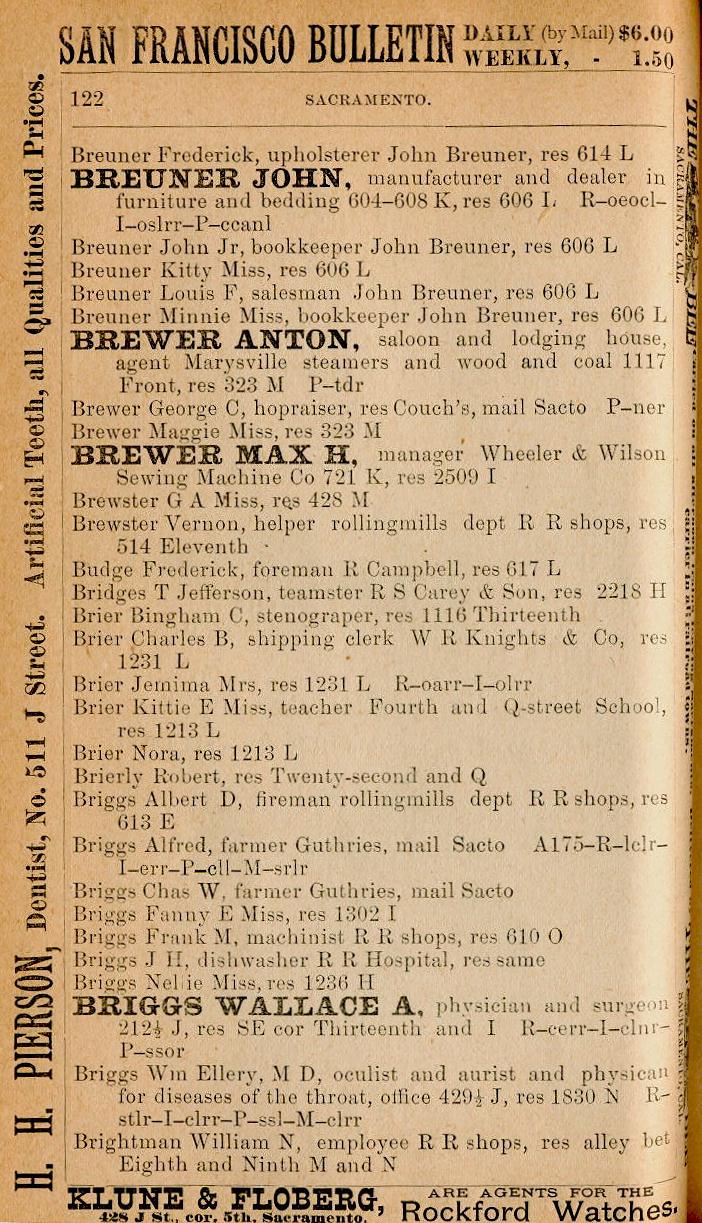 SAN FRANCISCO BULLETIN DAILY (by Mail) $6.00
WEEKLY, - 1.50
122 SACRAMENTO.
Breuner Frederick, upholsterer John Breuner, res 614 L
BREUNER JOHN, manufacturer and dealer in
furniture and bedding 604–608 K, res 606 L R–oeocl–
I–oslrr–P–ccanl
Breuner John Jr, bookkeeper John Breuner, res 606 L
Breuner Kitty Miss, res 606 L
Breuner Louis F, salesman John Breuner, res 606 L
Breuner Minnie Miss, bookkeeper John Breuner, res 606 L
BREWER ANTON, saloon and lodging house,
agent Marysville steamers and wood and coal 1117
Front, res 323 M P–tdr
Brewer George C, hopraiser, res Couch's, mail Sacto P–ner
Brewer Maggie Miss, res 323 M
BREWER MAX H, manager Wheeler & Wilson
Sewing Machine Co 721 K, res 2509 I
Brewster G A Miss, res 428 M
Brewster Vernon, helper rollingmills dept R R shops, res
514 Eleventh
Budge Frederick, foreman R Campbell, res 617 L
Bridges T Jefferson, teamster R S Carey & Son, res 2218 H
Brier Bingham C, stenograper, res 1116 Thirteenth
Brier Charles B, shipping clerk W R Knights & Co, res
1231 L
Brier Jemima Mrs, res 1231 L R–oarr–I–olrr
Brier Kittie E Miss, teacher Fourth and Q-street School,
res 1213 L
Brier Nora, res 1213 L
Brierly Robert, res Twenty-second and Q
Briggs Albert D, fireman rollingmills dept R R shops, res
613 E
Briggs Alfred, farmer Guthries, mail Sacto A175–R–lclr–
I–err–P–cll–M–srlr
Briggs Chas W, farmer Guthries, mail Sacto
Briggs Fanny E Miss, res 1302 I
Briggs Frank M, machinist R R shops, res 610 O
Briggs J H, dishwasher R R Hospital, res same
Briggs Nellie Miss, res 1236 H
BRIGGS WALLACE A, physician and surgeon
212½ J, res SE cor Thirteenth and I R–cerr–I–clnr–
P–ssor
Briggs Wm Ellery, M D, oculist and aurist and physican
for diseases of the throat, office 429½ J, res 1830 N R–
stlr–I–clrr–P–ssl–M–clrr
Brightman William N, employee R R shops, res alley bet
Eighth and Ninth M and N
KLUNE & FLOBERG, ARE AGENTS FOR THE
428 J St., cor. 5th, Sacramento. Rockford Watches.
H. H. PIERSON, Dentist, No. 511 J Street. Artificial Teeth, all Qualities and Prices.
THE BEE
SACRAMENTO, CAL.